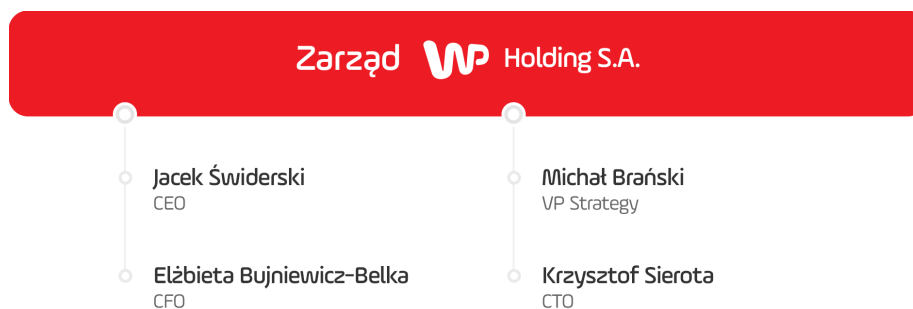 Zarząd WP Holding S.A.
Jacek Świderski
CEO
Elżbieta Bujniewicz-Belka
CFO
Michał Brański
VP Strategy
Krzysztof Sierota
CTO